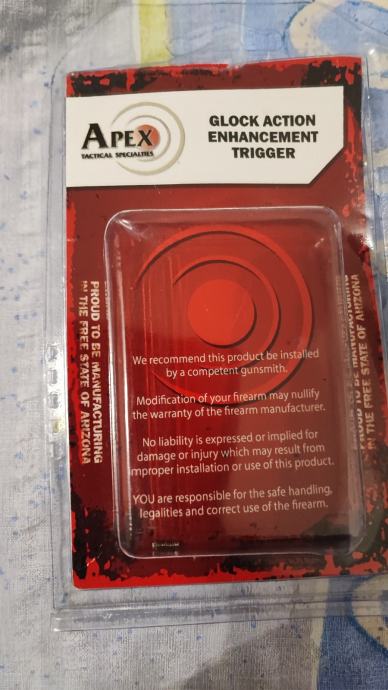 APEX
TACTICAL SPECIALTIES
GLOCK ACTION
ENHANCEMENT
TRIGGER
PROUD TO BE MANUFACTURING
IN THE FREE STATE OF ARIZONA
We recommend this product be installed
by a competent gunsmith.
Modification of your firearm may nullify
the warranty of the firearm manufacturer.
No liability is expressed or implied for
damage or injury which may result from
improper installation or use of this product.
YOU are responsible for the safe handling,
legalities and correct use of the firearm.
PROUD TO BE MANUFACTURING
IN THE FREE STATE OF ARIZONA